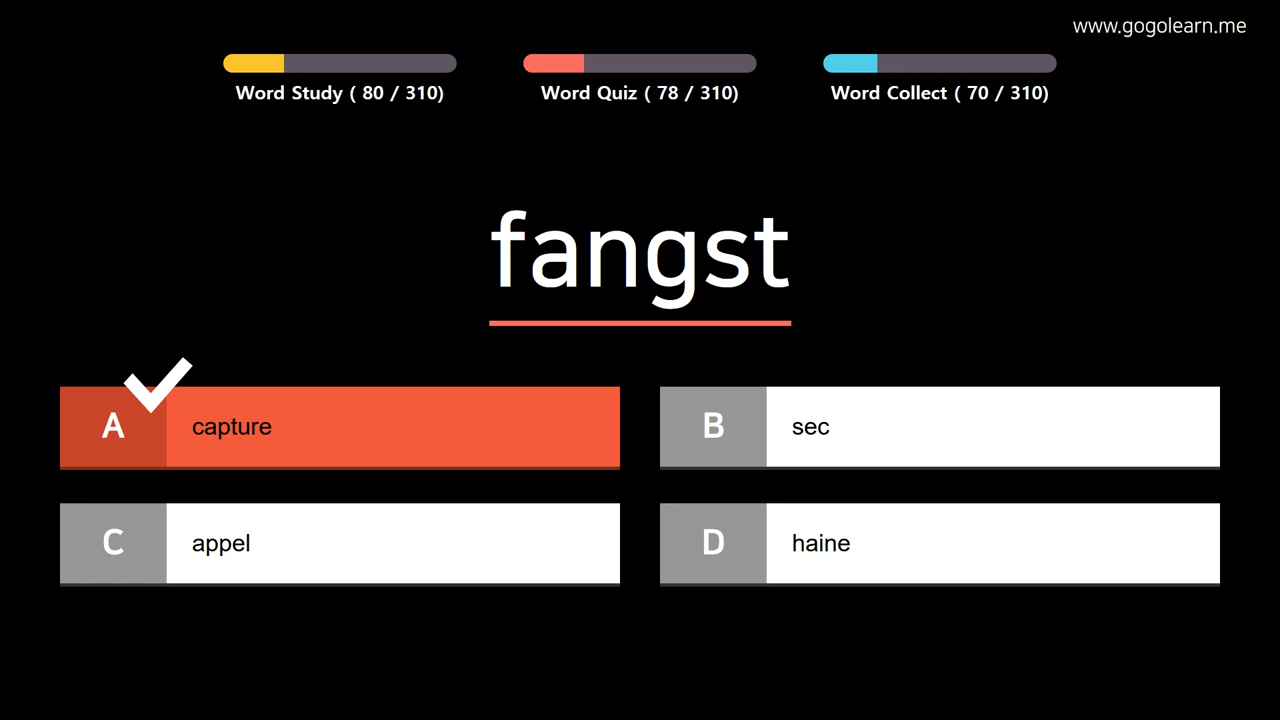 www.gogolearn.me
Word Study ( 80 / 310)
Word Quiz ( 78 / 310)
Word Collect ( 70 / 310)
fangst
A
capture
B
sec
C
appel
D
haine